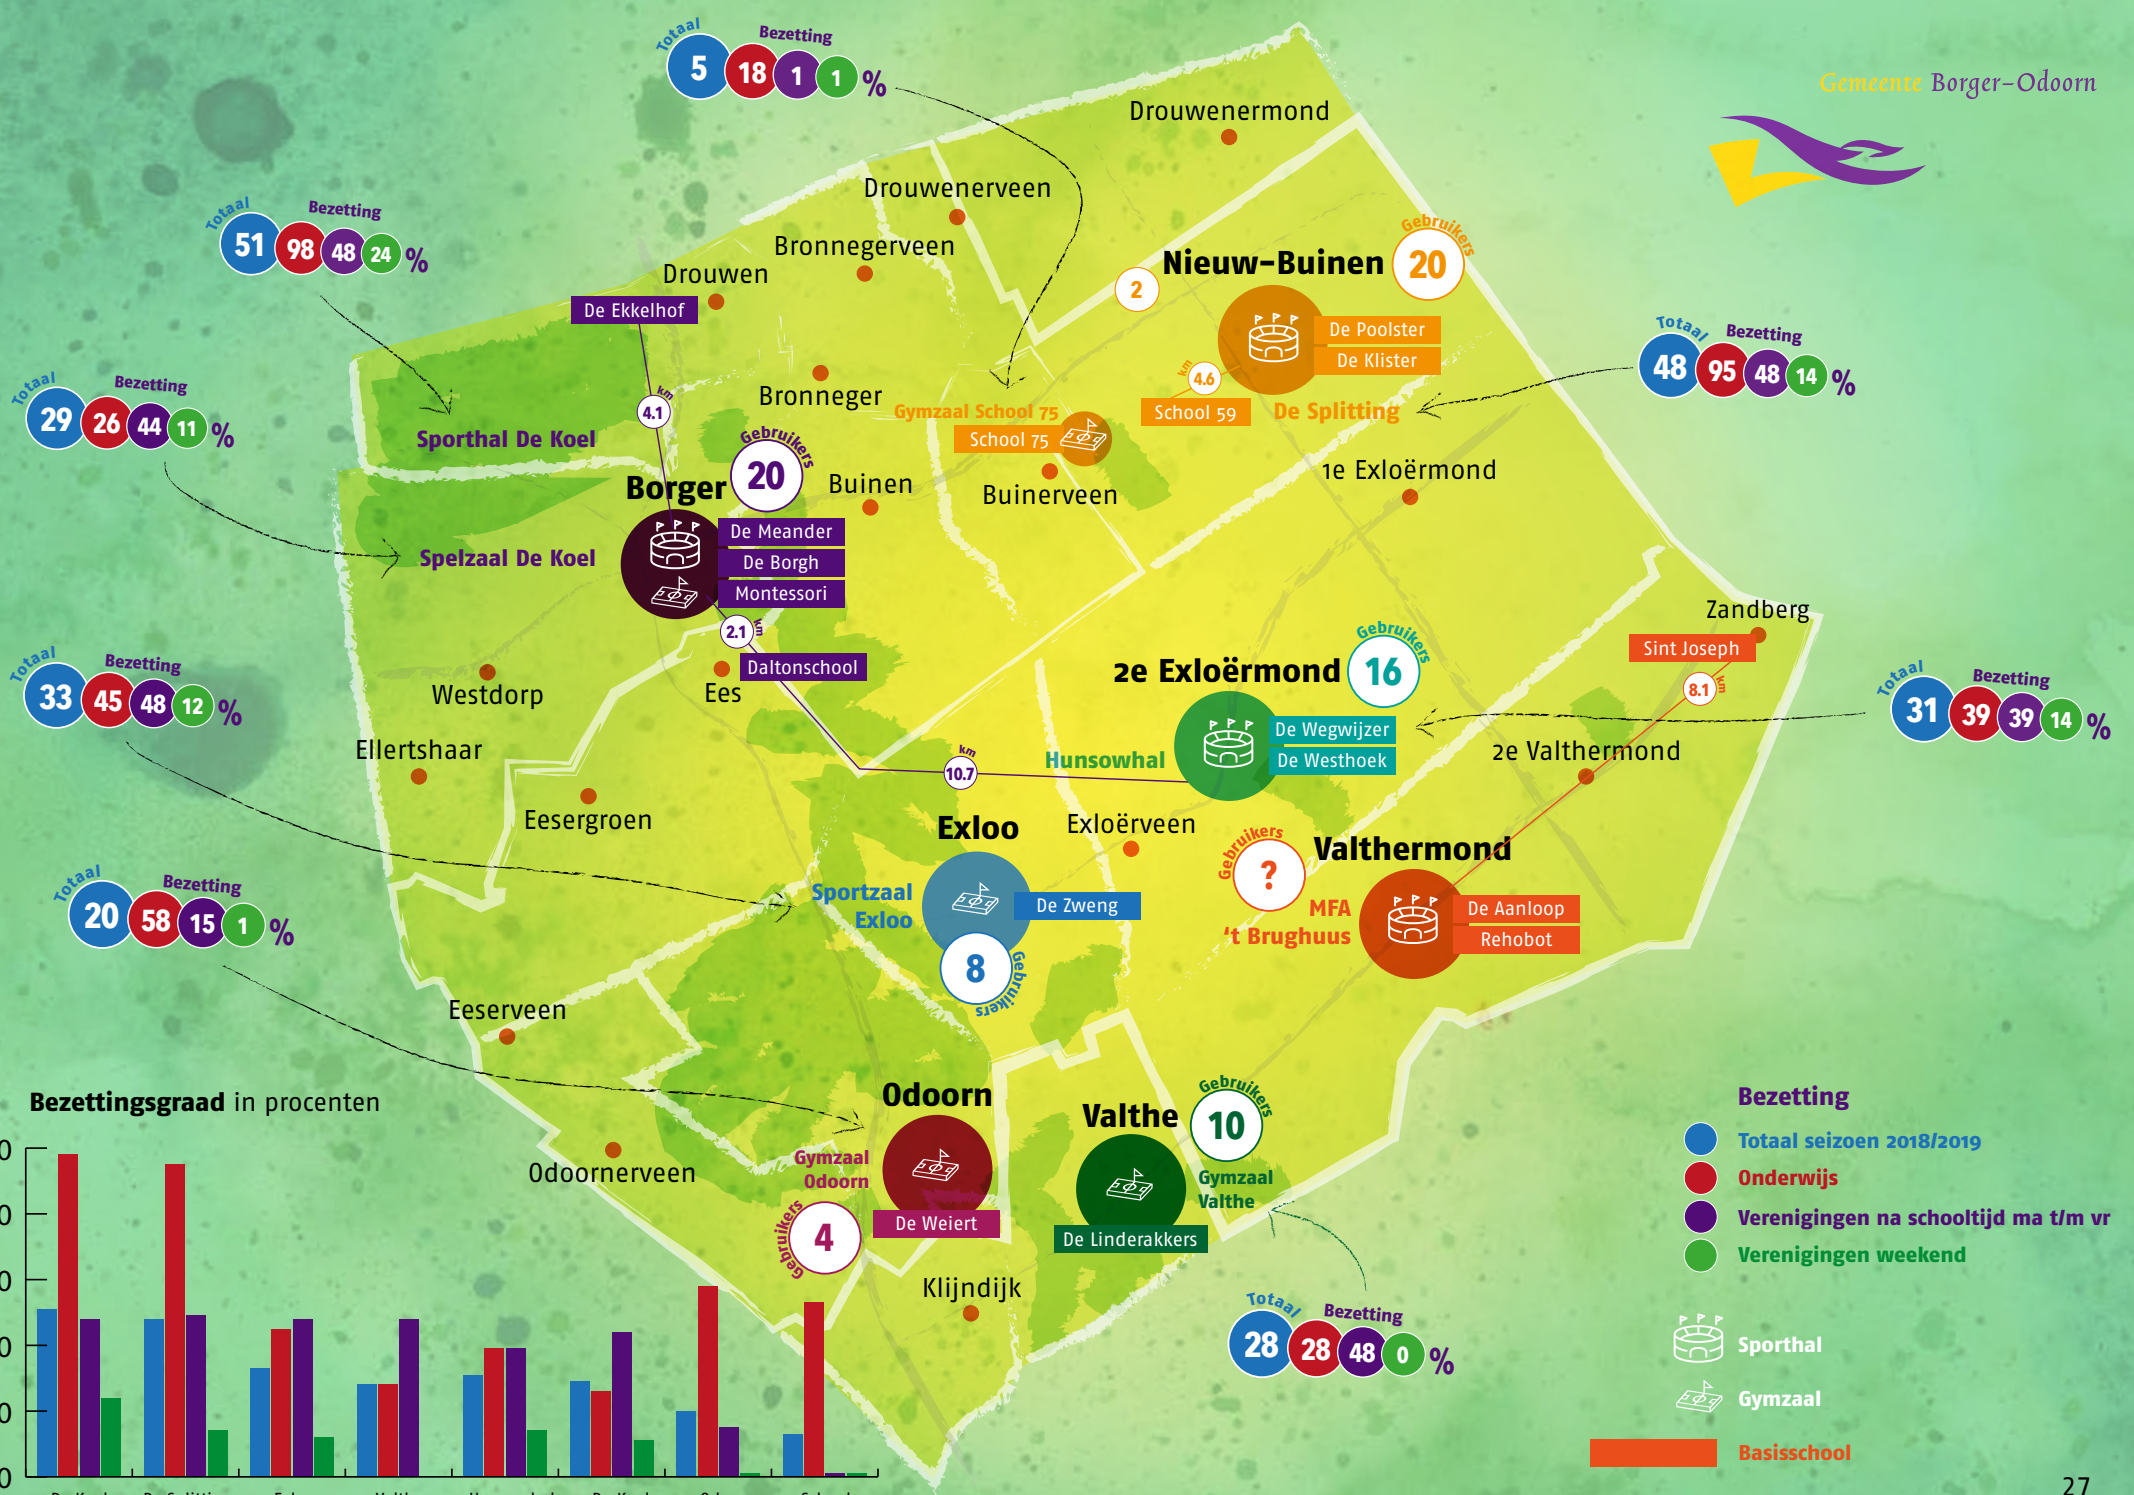 Gemeente Borger-Odoorn
Totaal Bezetting
5 18 1 1 %
Totaal Bezetting
51 98 48 24 %
Totaal Bezetting
29 26 44 11 %
Totaal Bezetting
33 45 48 12 %
Totaal Bezetting
20 58 15 1 %
Totaal Bezetting
48 95 48 14 %
Totaal Bezetting
31 39 39 14 %
Totaal Bezetting
28 28 48 0 %
Drouwenermond
Drouwenerveen
Bronnegerveen
Drouwen
De Ekkelhof
km
4.1
Bronneger
Nieuw-Buinen
Gebruikers
20
2
De Poolster
De Klister
km
4.6
School 59
De Splitting
Gymzaal School 75
School 75
Buinerveen
1e Exloërmond
Sporthal De Koel
Borger
Gebruikers
20
Buinen
Spelzaal De Koel
De Meander
De Borgh
Montessori
2.1 km
Daltonschool
Ees
Westdorp
Ellertshaar
Eesergroen
km
10.7
2e Exloërmond
Gebruikers
16
De Wegwijzer
De Westhoek
Hunsowhal
Zandberg
Sint Joseph
8.1 km
2e Valthermond
Exloo
Exloërveen
Sportzaal
Exloo
De Zweng
8
Gebruikers
Gebruikers
?
Valthermond
MFA
't Brughuus
De Aanloop
Rehobot
Eeserveen
Odoornerveen
Odoorn
Gymzaal
Odoorn
De Weiert
Gebruikers
4
Valthe
Gebruikers
10
Gymzaal
Valthe
De Linderakkers
Klijndijk
Bezettingsgraad in procenten
0
0
0
0
0
0
Bezetting
Totaal seizoen 2018/2019
Onderwijs
Verenigingen na schooltijd ma t/m vr
Verenigingen weekend
Sporthal
Gymzaal
Basisschool
27